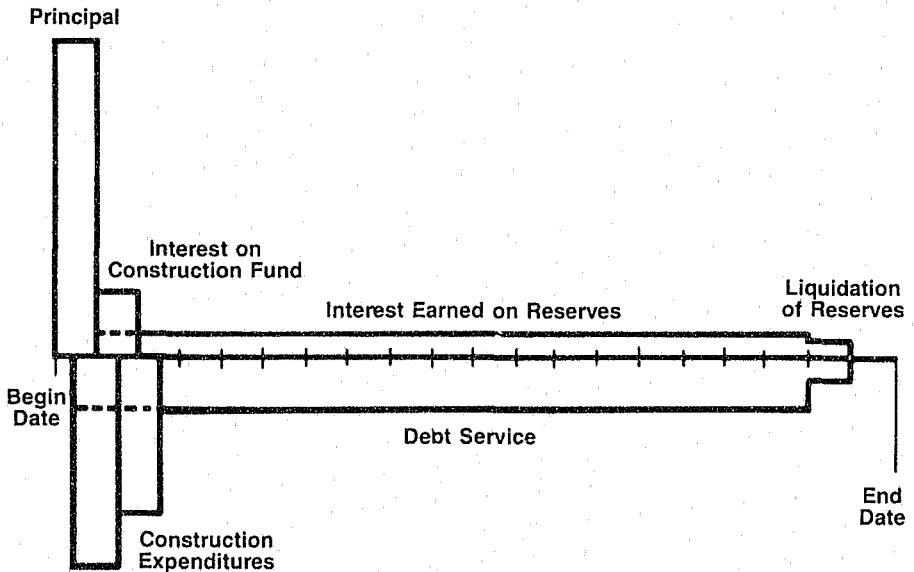 Principal
Interest on
Construction Fund
Interest Earned on Reserves
Liquidation
of Reserves
Begin
Date
Debt Service
End
Date
Construction
Expenditures